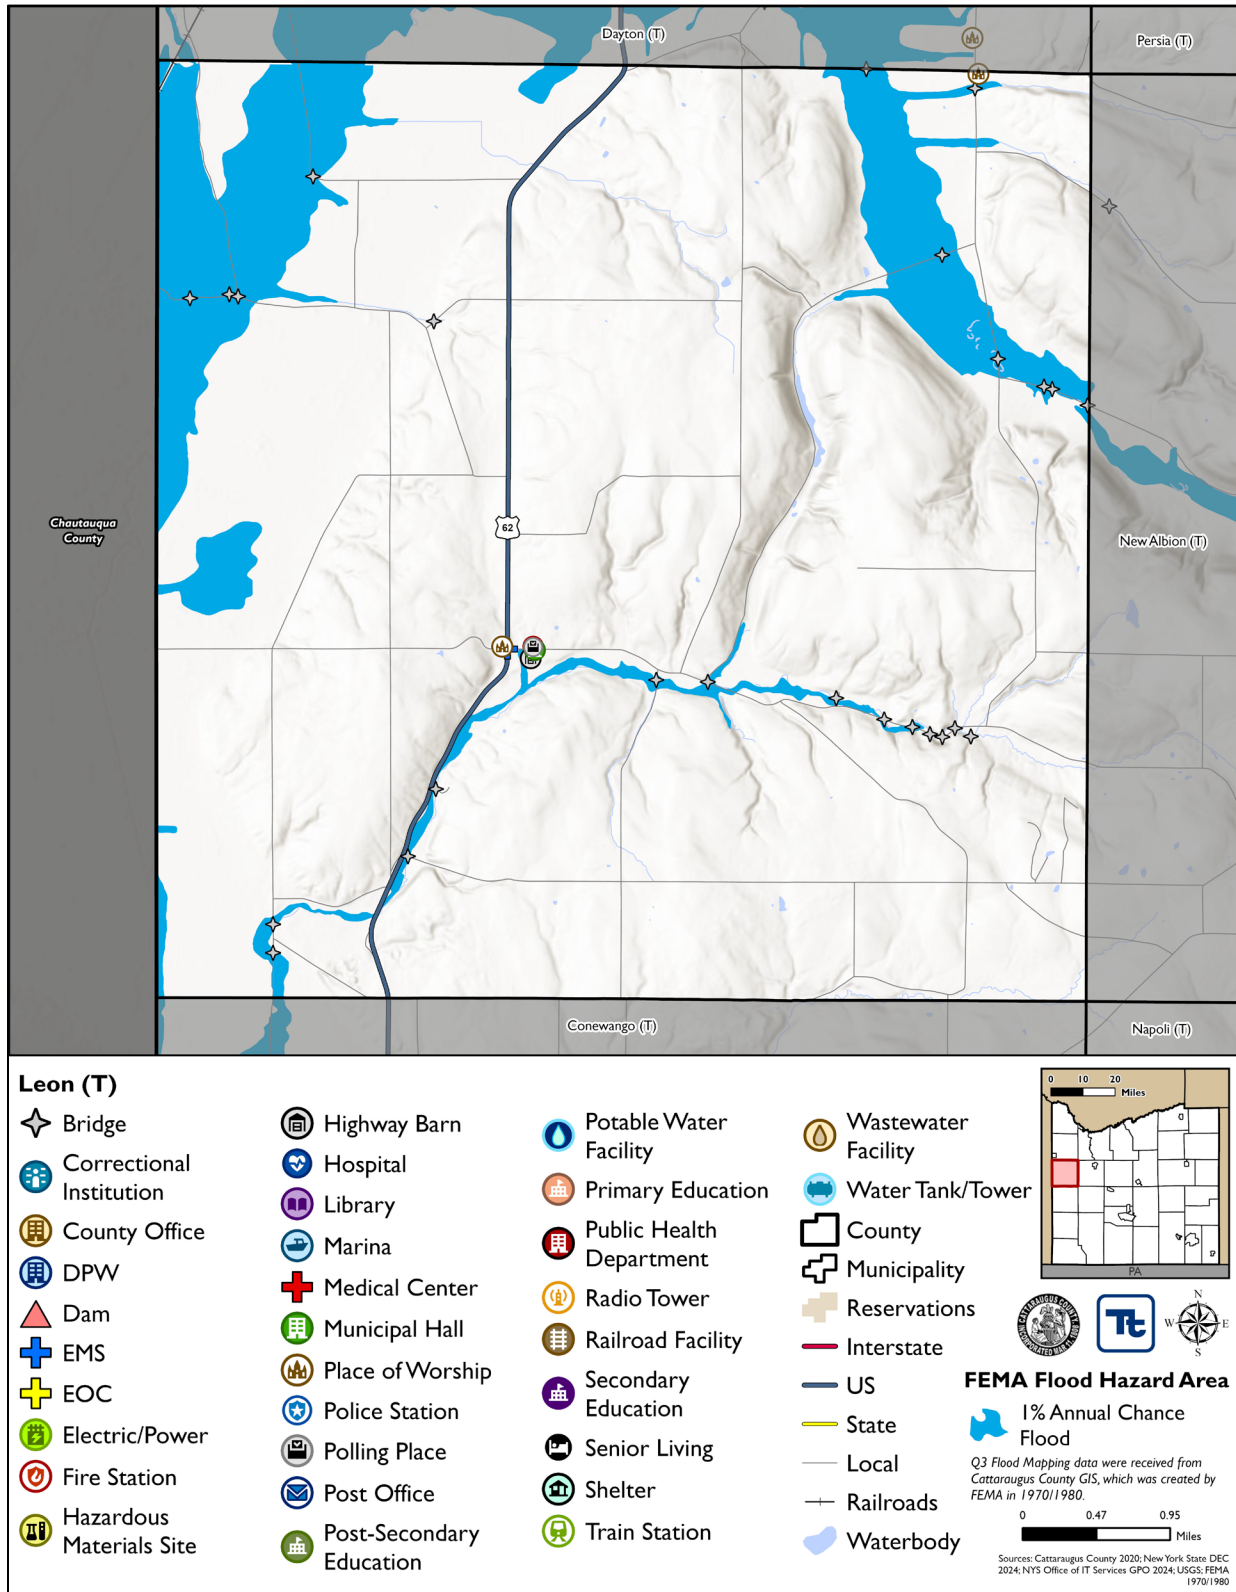 Dayton (T)
Persia (T)
Chautauqua
County
62
New Albion (T)
Conewango (T)
Napoli (T)
Leon (T)
Bridge
Correctional
Institution
County Office
DPW
Dam
EMS
EOC
Electric/Power
Fire Station
Hazardous
Materials Site
Highway Barn
Hospital
Library
Marina
Medical Center
Municipal Hall
Place of Worship
Police Station
Polling Place
Post Office
Post-Secondary
Education
Potable Water
Facility
Primary Education
Public Health
Department
Radio Tower
Railroad Facility
Secondary
Education
Senior Living
Shelter
Train Station
Wastewater
Facility
Water Tank/Tower
County
Municipality
Reservations
Interstate
US
State
Local
Railroads
Waterbody
0 10 20
Miles
PA
CATTARAUGUS COUNTY
INCORPORATED MAR. 11, 1808
Tt
N
W E
S
FEMA Flood Hazard Area
1% Annual Chance
Flood
Q3 Flood Mapping data were received from
Cattaraugus County GIS, which was created by
FEMA in 1970/1980.
0 0.47 0.95
Miles
Sources: Cattaraugus County 2020; New York State DEC
2024; NYS Office of IT Services GPO 2024; USGS; FEMA
1970/1980